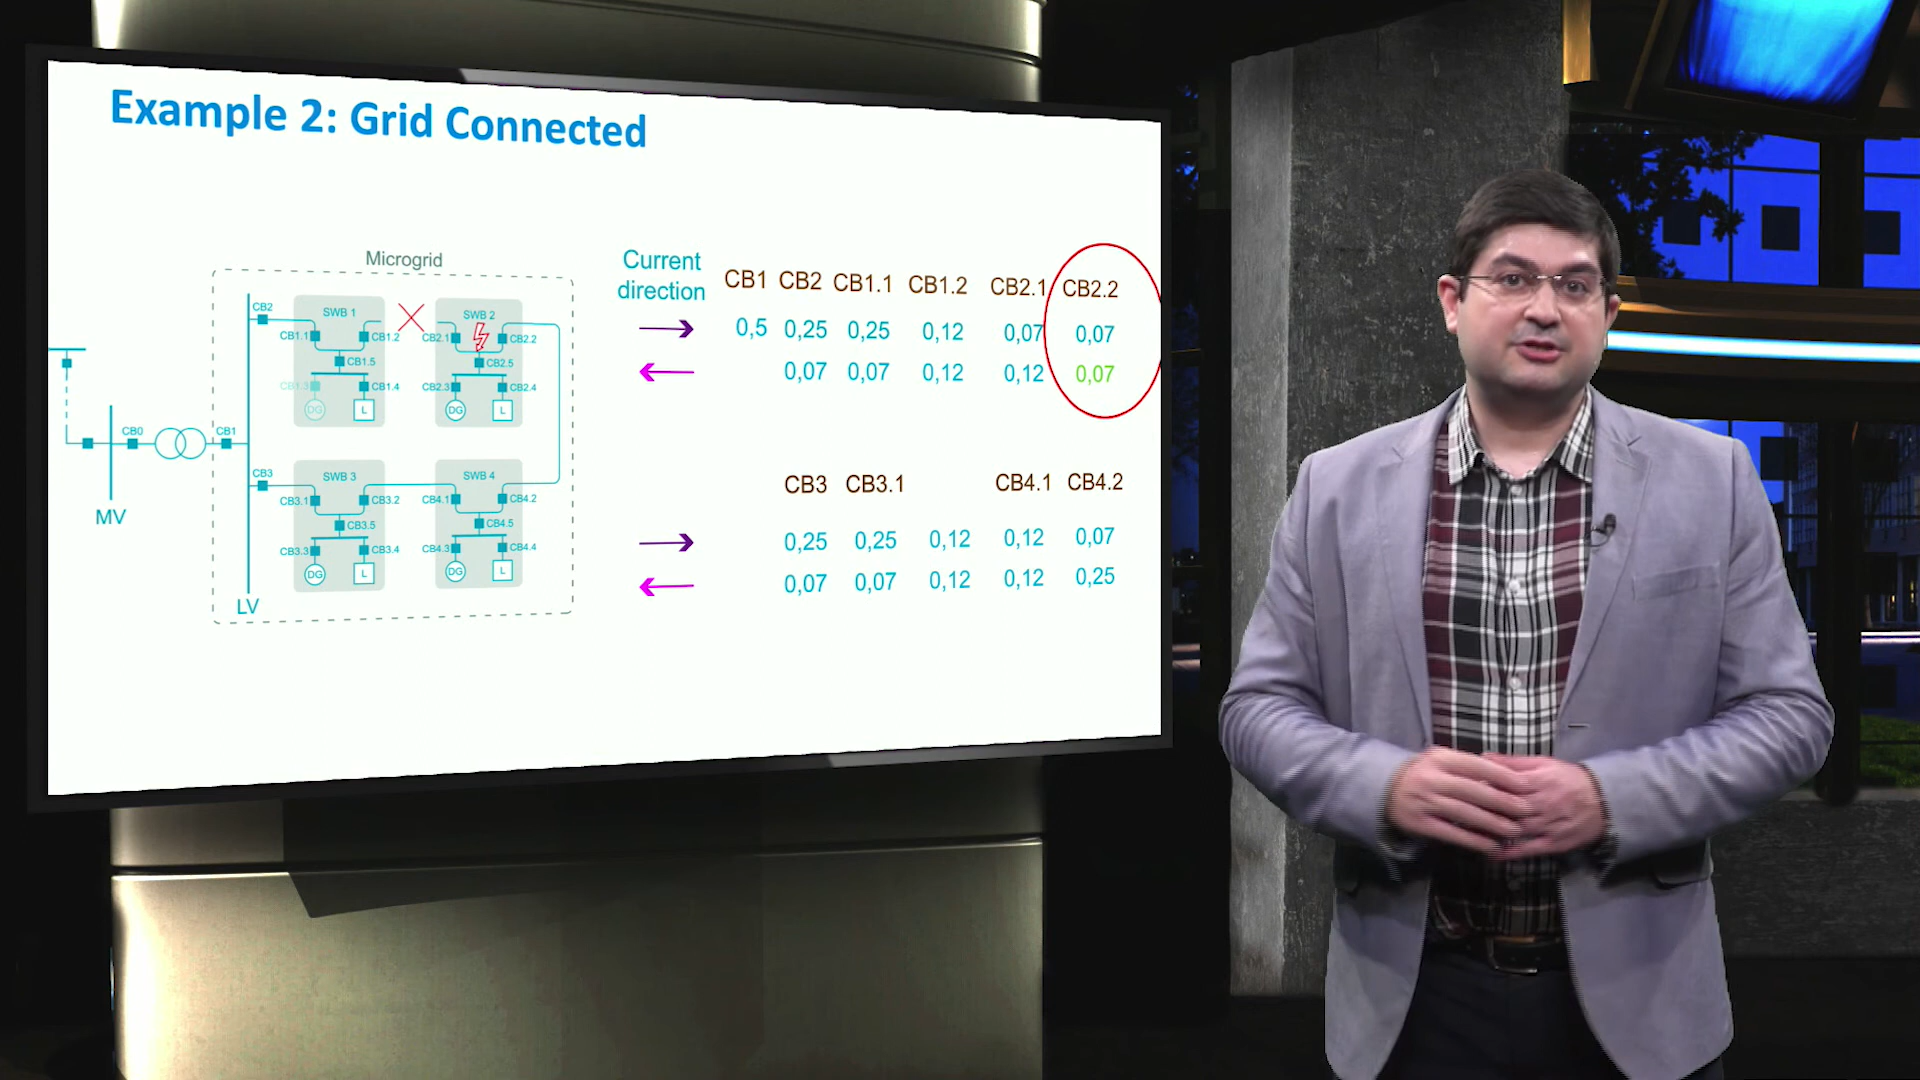 Example 2: Grid Connected
Microgrid
CB2
SWB 1
CB1.1
CB1.2
CB1.5
CB1.3
CB1.4
DG
L
SWB 2
CB2.1
CB2.2
CB2.5
CB2.3
CB2.4
DG
L
CB0
CB1
MV
LV
CB3
SWB 3
CB3.1
CB3.2
CB3.5
CB3.3
CB3.4
DG
L
SWB 4
CB4.1
CB4.2
CB4.5
CB4.3
CB4.4
DG
L
Current
direction
CB1 CB2 CB1.1 CB1.2 CB2.1 CB2.2
0,5 0,25 0,25 0,12 0,07 0,07
0,07 0,07 0,12 0,12 0,07
CB3 CB3.1 CB4.1 CB4.2
0,25 0,25 0,12 0,12 0,07
0,07 0,07 0,12 0,12 0,25